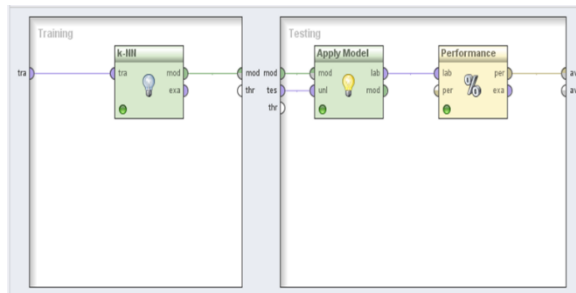 Training
Testing
k-NN
Apply Model
Performance
tra
tra
mod
exa
mod
thr
mod
tes
thr
mod
unl
lab
mod
lab
per
per
exa
av
av